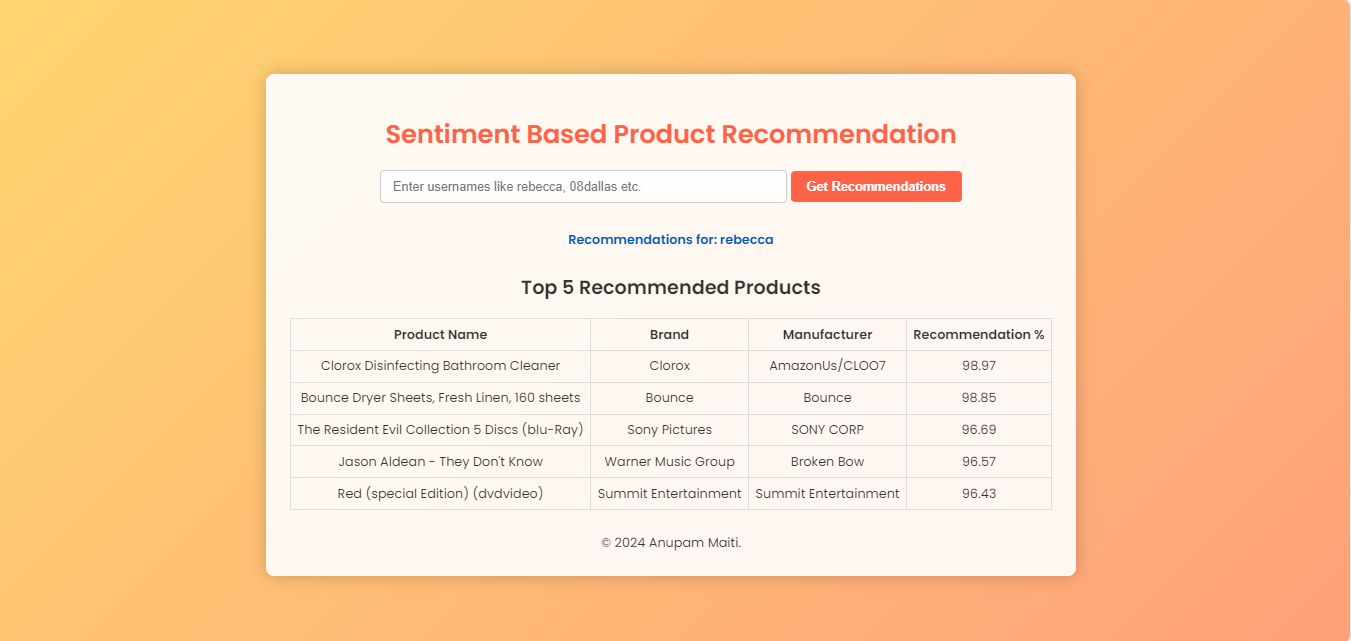 Sentiment Based Product Recommendation
Enter usernames like rebecca, 08dallas etc. Get Recommendations
Recommendations for: rebecca
Top 5 Recommended Products
Product Name Brand Manufacturer Recommendation %
Clorox Disinfecting Bathroom Cleaner Clorox AmazonUs/CLOO7 98.97
Bounce Dryer Sheets, Fresh Linen, 160 sheets Bounce Bounce 98.85
The Resident Evil Collection 5 Discs (blu-Ray) Sony Pictures SONY CORP 96.69
Jason Aldean - They Don't Know Warner Music Group Broken Bow 96.57
Red (special Edition) (dvdvideo) Summit Entertainment Summit Entertainment 96.43
© 2024 Anupam Maiti.